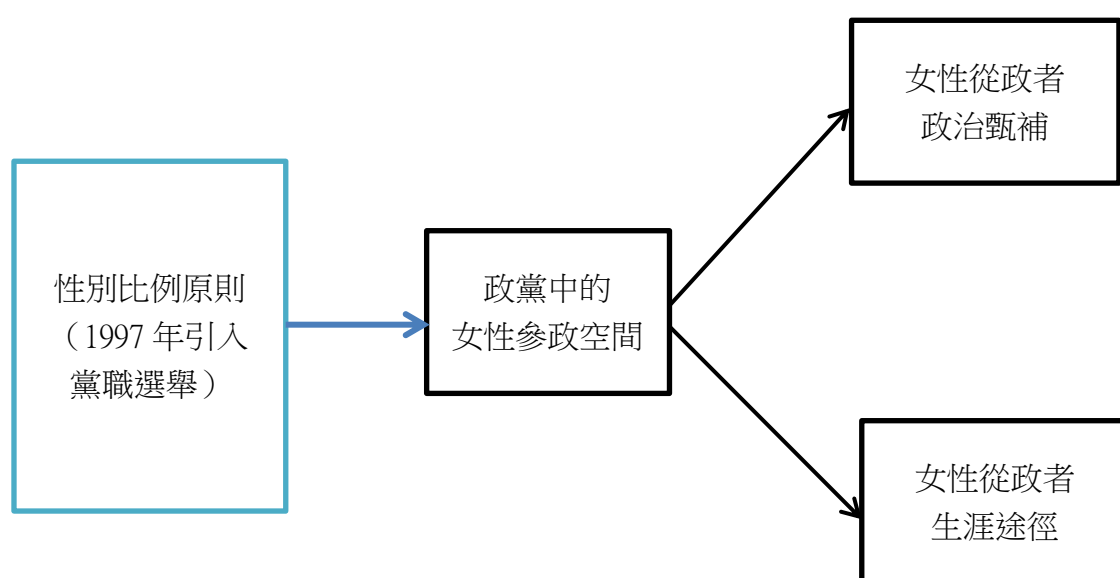 女性從政者
政治甄補
性別比例原則
（1997 年引入
黨職選舉）
政黨中的
女性參政空間
女性從政者
生涯途徑